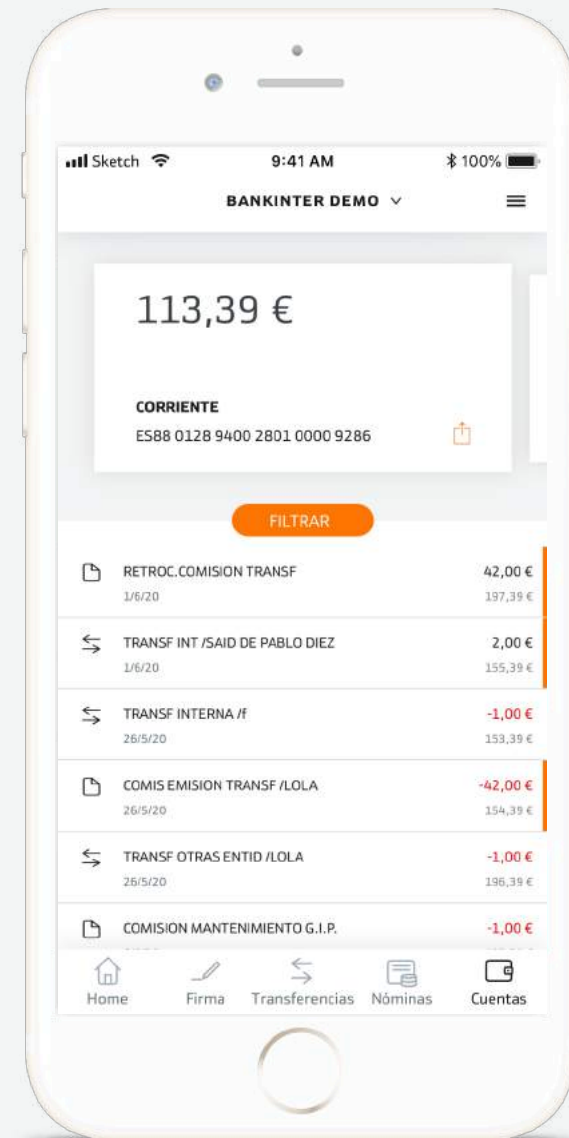 Sketch 9:41 AM 100%
BANKINTER DEMO
113,39 €
CORRIENTE
ES88 0128 9400 2801 0000 9286
FILTRAR
RETROC.COMISION TRANSF 42,00 €
1/6/20 197,39 €
TRANSF INT /SAID DE PABLO DIEZ 2,00 €
1/6/20 155,39 €
TRANSF INTERNA /f -1,00 €
26/5/20 153,39 €
COMIS EMISION TRANSF /LOLA -42,00 €
26/5/20 154,39 €
TRANSF OTRAS ENTID /LOLA -1,00 €
26/5/20 196,39 €
COMISION MANTENIMIENTO G.I.P. -1,00 €
Home Firma Transferencias Nóminas Cuentas